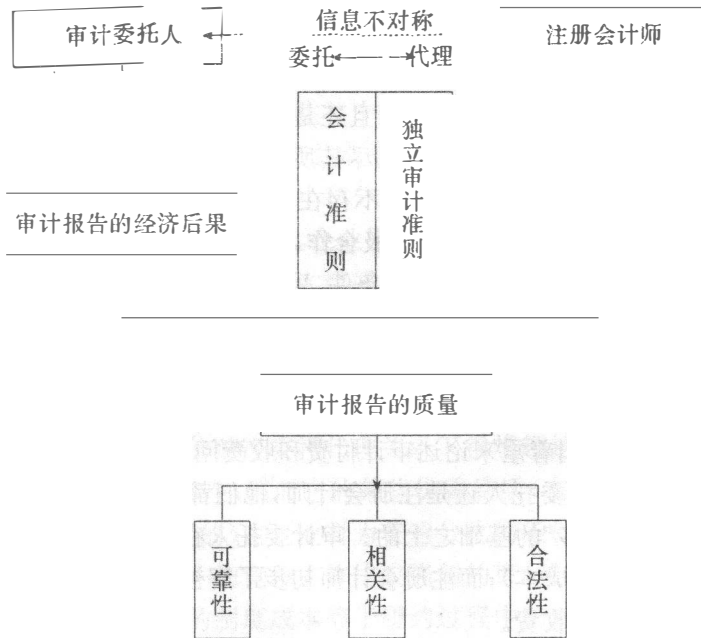 审计委托人
信息不对称
注册会计师
委托
代理
会计准则
独立审计准则
审计报告的经济后果
审计报告的质量
可靠性
相关性
合法性